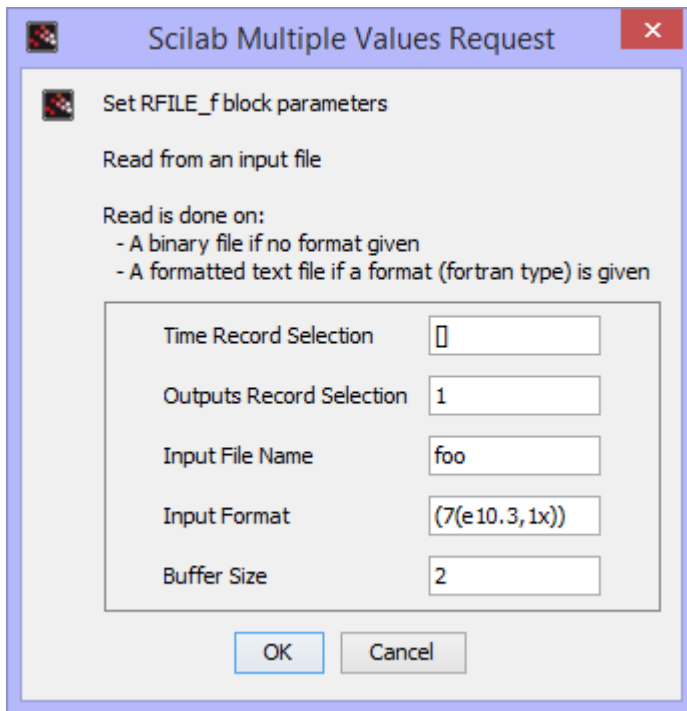 Scilab Multiple Values Request
Set RFILE_f block parameters
Read from an input file
Read is done on:
- A binary file if no format given
- A formatted text file if a format (fortran type) is given
Time Record Selection []
Outputs Record Selection 1
Input File Name foo
Input Format (7(e10.3,1x))
Buffer Size 2
OK Cancel